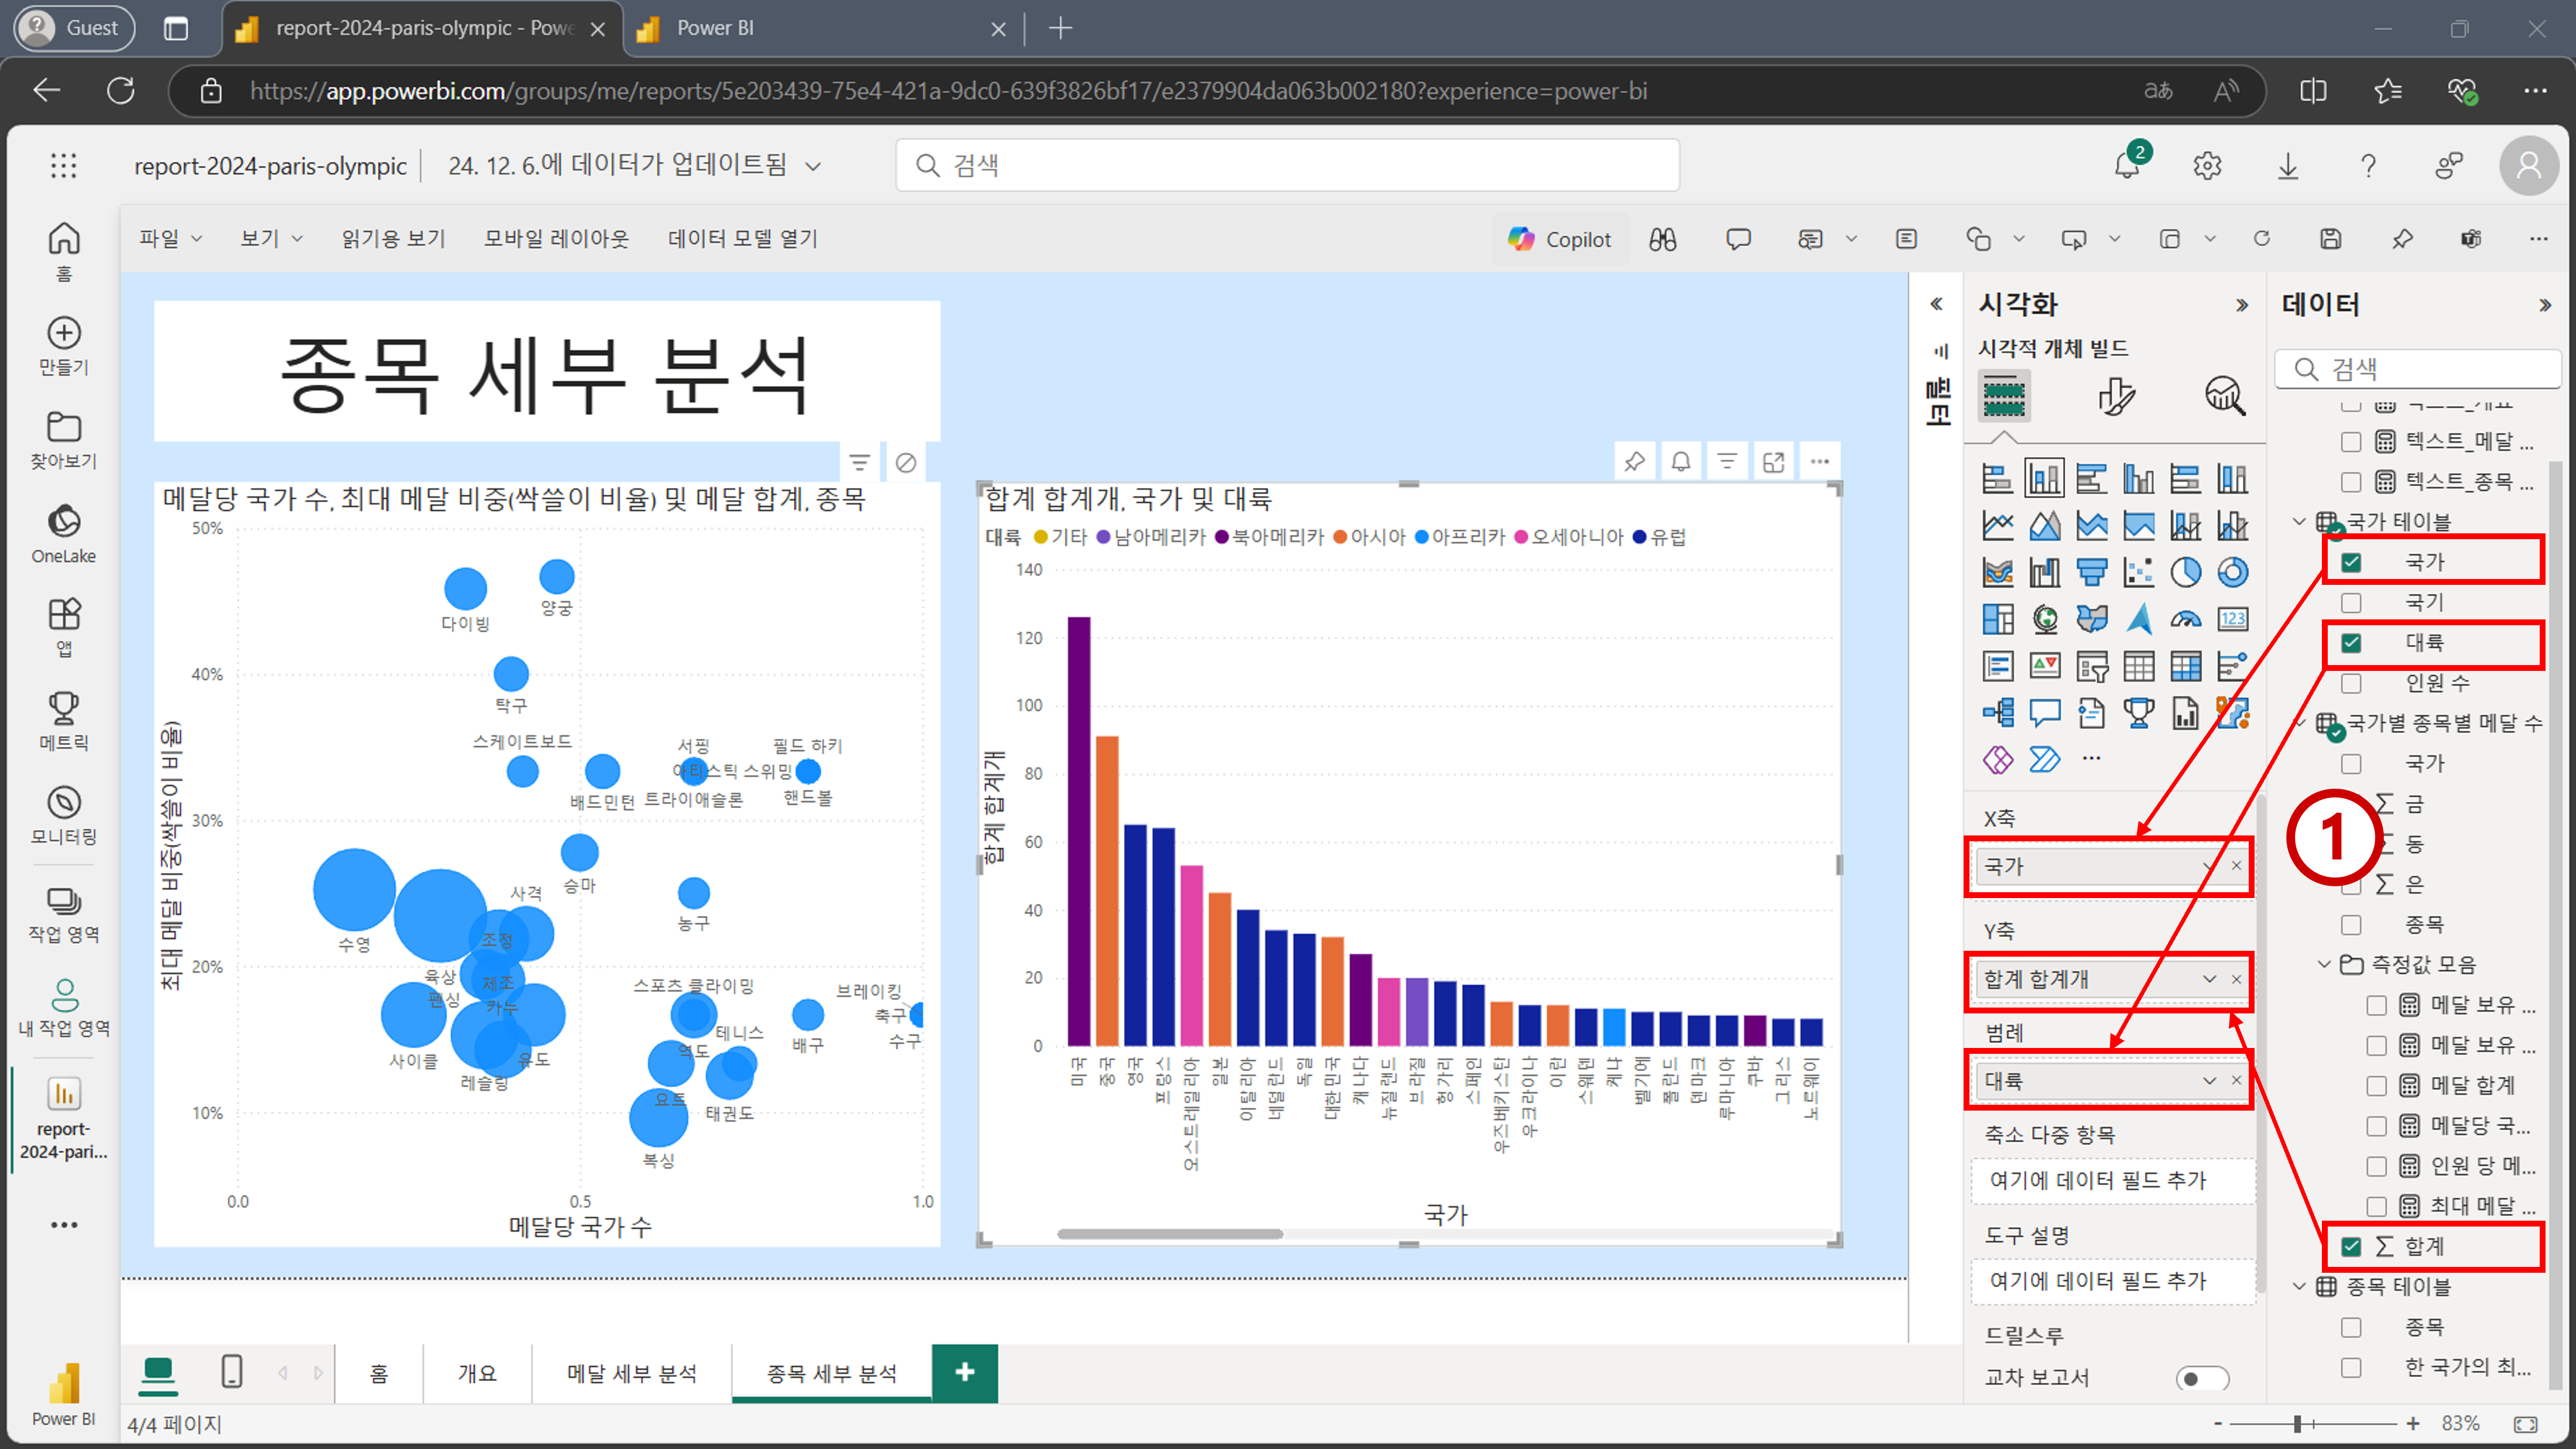 Guest
report-2024-paris-olympic - Powe
Power BI
https://app.powerbi.com/groups/me/reports/5e203439-75e4-421a-9dc0-639f3826bf17/e2379904da063b002180?experience=power-bi
report-2024-paris-olympic
24. 12. 6.에 데이터가 업데이트됨
검색
2
파일
보기
읽기용 보기
모바일 레이아웃
데이터 모델 열기
Copilot
홈
만들기
찾아보기
OneLake
앱
메트릭
모니터링
작업 영역
내 작업 영역
report-
2024-pari...
Power BI
종목 세부 분석
메달당 국가 수, 최대 메달 비중(싹쓸이 비율) 및 메달 합계, 종목
50%
40%
30%
20%
10%
최대 메달 비중(싹쓸이 비율)
다이빙
양궁
탁구
스케이트보드
서핑
필드 하키
아티스틱 스위밍
배드민턴
트라이애슬론
핸드볼
승마
사격
농구
수영
조정
육상
체조
펜싱
카누
스포츠 클라이밍
브레이킹
축구
테니스
배구
수구
사이클
유도
역도
레슬링
요트
태권도
복싱
0.0
0.5
1.0
메달당 국가 수
합계 합계개, 국가 및 대륙
대륙
기타
남아메리카
북아메리카
아시아
아프리카
오세아니아
유럽
140
120
100
80
60
40
20
0
합계 합계개
미국
중국
영국
프랑스
오스트레일리아
일본
이탈리아
네덜란드
독일
대한민국
캐나다
뉴질랜드
브라질
헝가리
스페인
우즈베키스탄
우크라이나
이란
스웨덴
케냐
벨기에
폴란드
덴마크
루마니아
쿠바
그리스
노르웨이
국가
필터
시각화
시각적 개체 빌드
123
X축
국가
Y축
합계 합계개
범례
대륙
축소 다중 항목
여기에 데이터 필드 추가
도구 설명
여기에 데이터 필드 추가
드릴스루
교차 보고서
데이터
검색
텍스트_메달 ...
텍스트_종목 ...
국가 테이블
국가
국기
대륙
인원 수
국가별 종목별 메달 수
국가
금
동
은
종목
1
측정값 모음
메달 보유 ...
메달 보유 ...
메달 합계
메달당 국...
인원 당 메...
최대 메달 ...
합계
종목 테이블
종목
한 국가의 최...
홈
개요
메달 세부 분석
종목 세부 분석
4/4 페이지
83%